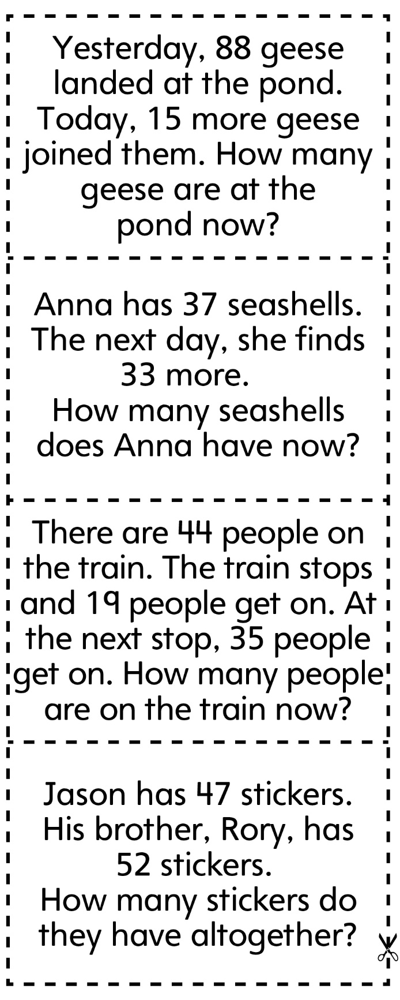 Yesterday, 88 geese
landed at the pond.
Today, 15 more geese
joined them. How many
geese are at the
pond now?
Anna has 37 seashells.
The next day, she finds
33 more.
How many seashells
does Anna have now?
There are 44 people on
the train. The train stops
and 19 people get on. At
the next stop, 35 people
get on. How many people
are on the train now?
Jason has 47 stickers.
His brother, Rory, has
52 stickers.
How many stickers do
they have altogether?